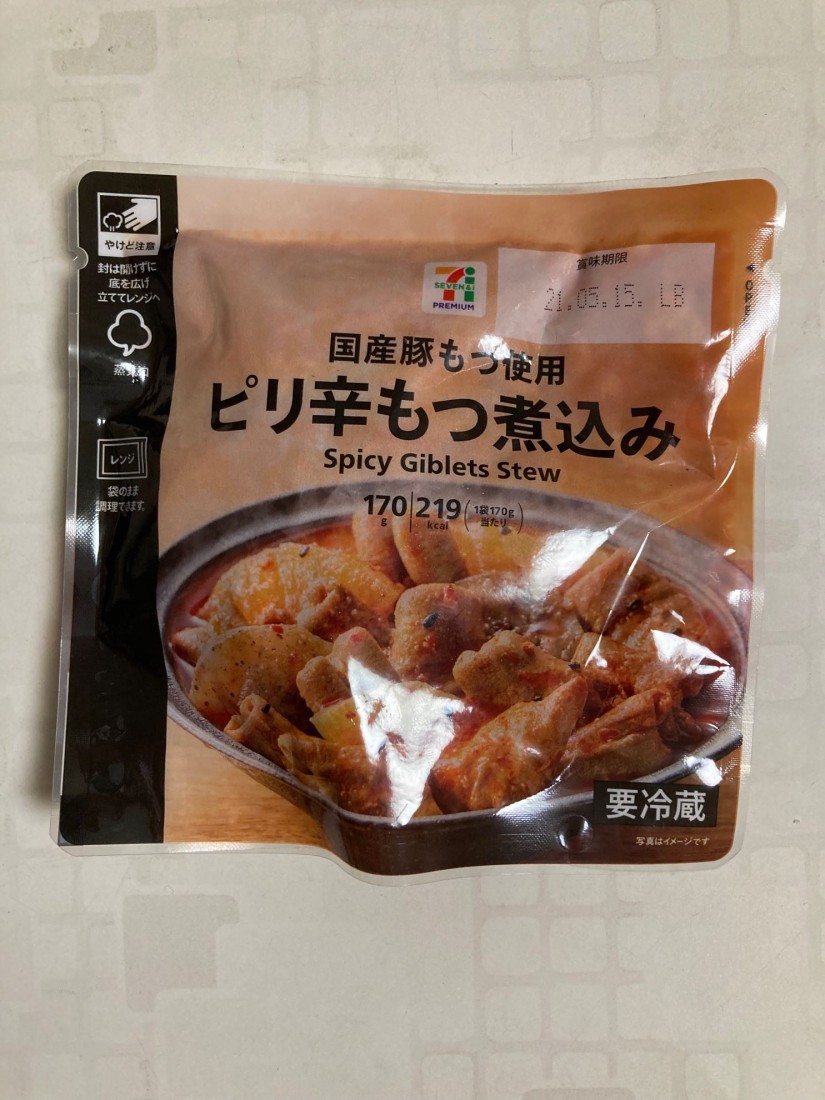 やけど注意
封は開けずに
底を広げ
立ててレンジへ
レンジ
袋のまま
調理できます。
SEVEN&i
PREMIUM
賞味期限
21.05.15. LB
国産豚もつ使用
ピリ辛もつ煮込み
Spicy Giblets Stew
170g 219kcal (1袋170g当たり)
要冷蔵
写真はイメージです